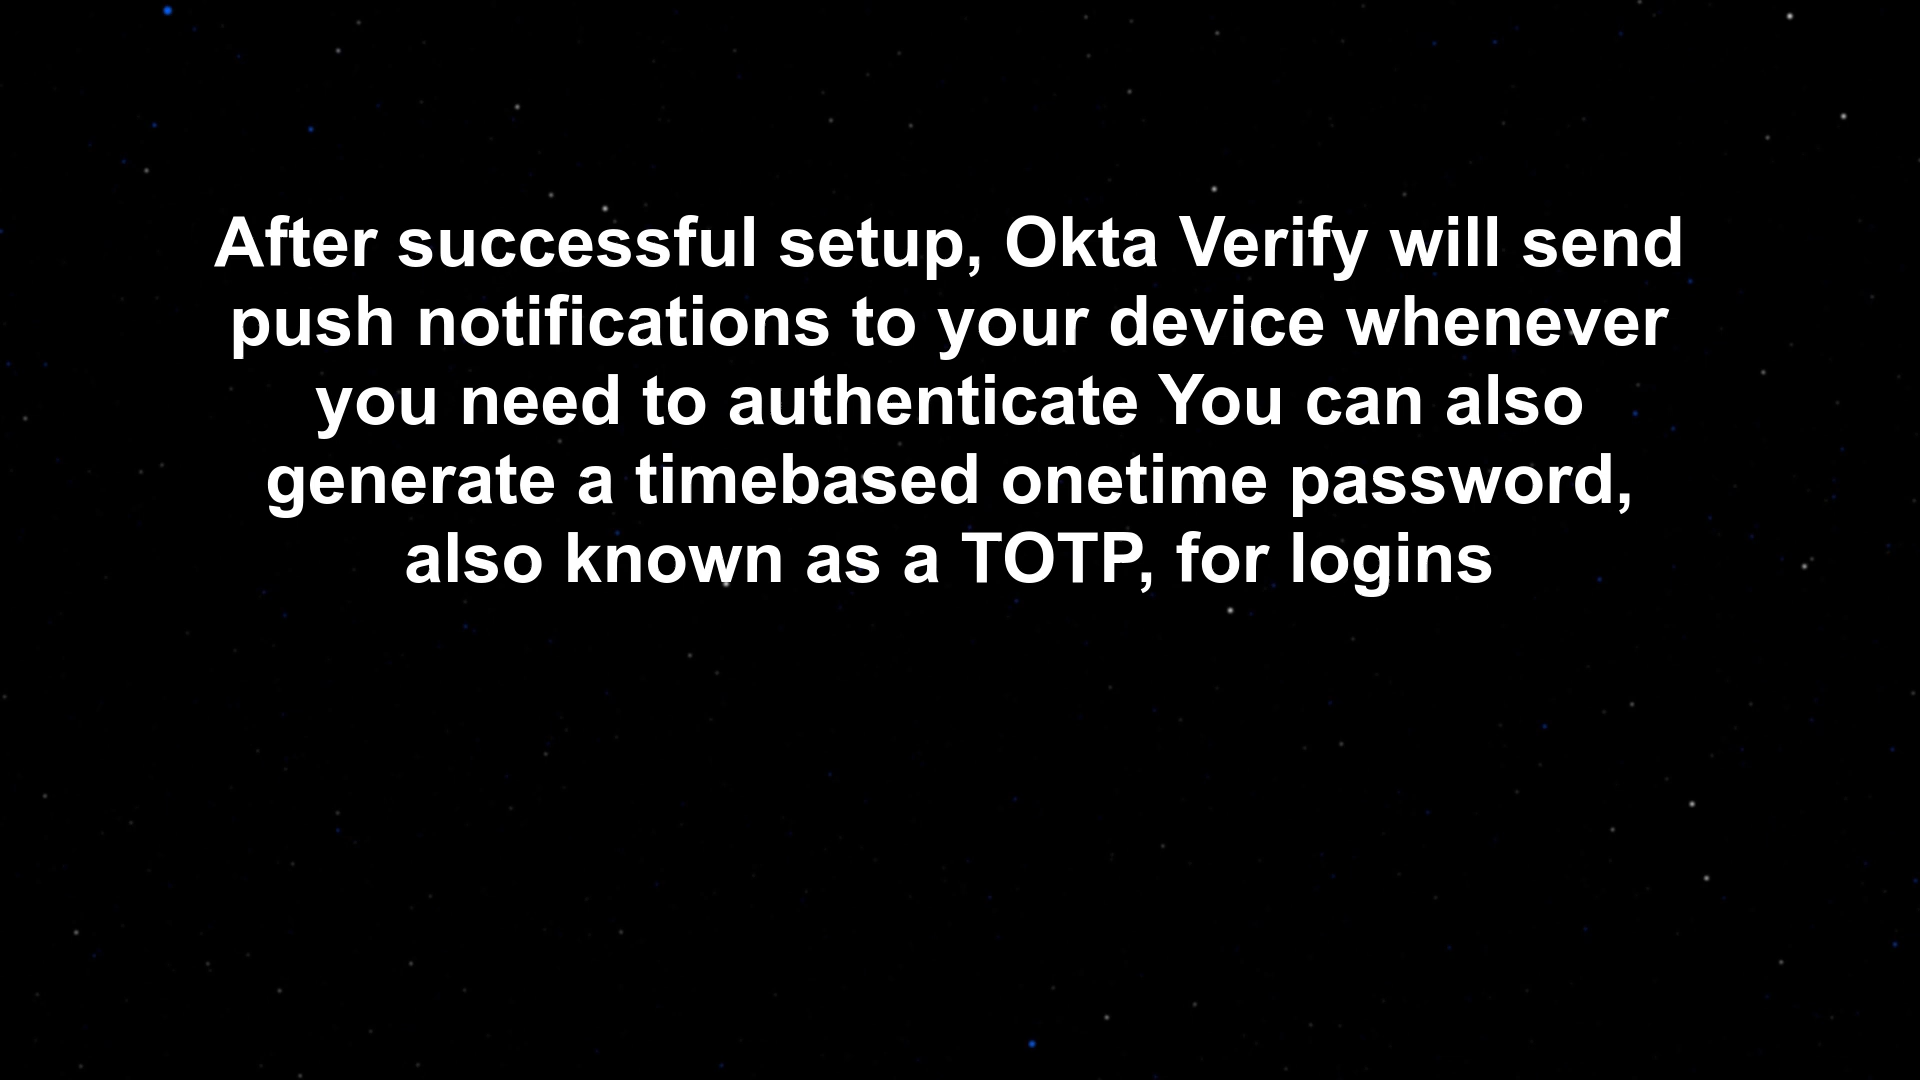 After successful setup, Okta Verify will send
push notifications to your device whenever
you need to authenticate You can also
generate a timebased onetime password,
also known as a TOTP, for logins